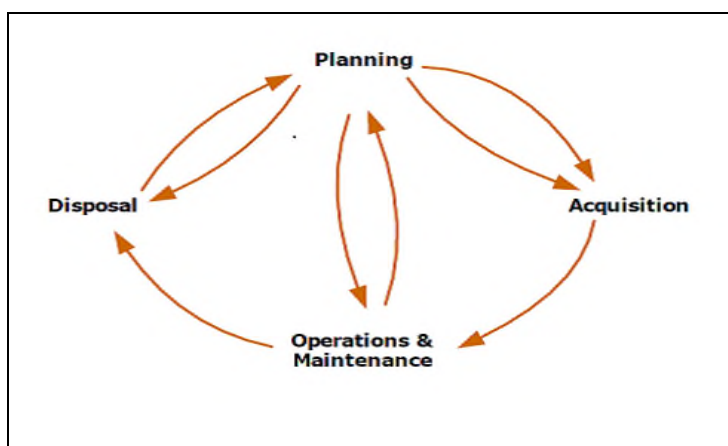 Planning
Disposal
Acquisition
Operations &
Maintenance